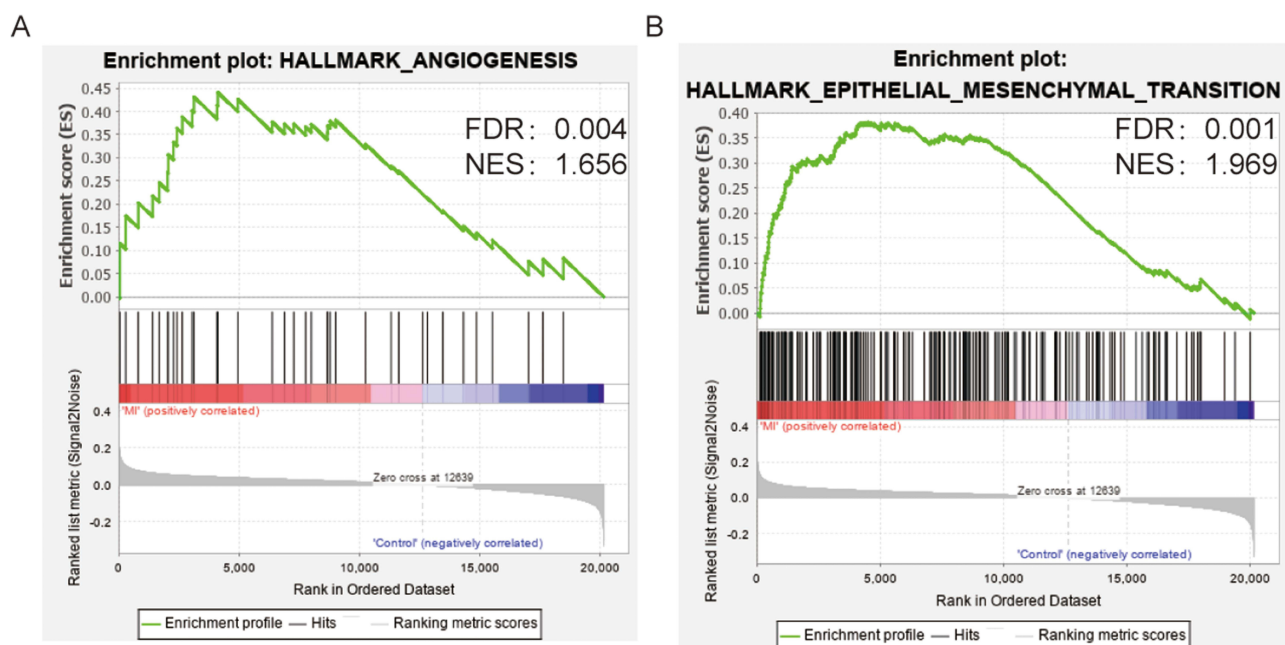 A
Enrichment plot: HALLMARK_ANGIOGENESIS
Enrichment score (ES)
0.45
0.40
0.35
0.30
0.25
0.20
0.15
0.10
0.05
0.00
FDR: 0.004
NES: 1.656
'MI' (positively correlated)
Ranked list metric (Signal2Noise)
0.4
0.2
0.0
-0.2
Zero cross at 12639
'Control' (negatively correlated)
0 5,000 10,000 15,000 20,000
Rank in Ordered Dataset
Enrichment profile Hits Ranking metric scores
B
Enrichment plot:
HALLMARK_EPITHELIAL_MESENCHYMAL_TRANSITION
Enrichment score (ES)
0.40
0.35
0.30
0.25
0.20
0.15
0.10
0.05
0.00
FDR: 0.001
NES: 1.969
'MI' (positively correlated)
Ranked list metric (Signal2Noise)
0.4
0.2
0.0
-0.2
Zero cross at 12639
'Control' (negatively correlated)
0 5,000 10,000 15,000 20,000
Rank in Ordered Dataset
Enrichment profile Hits Ranking metric scores